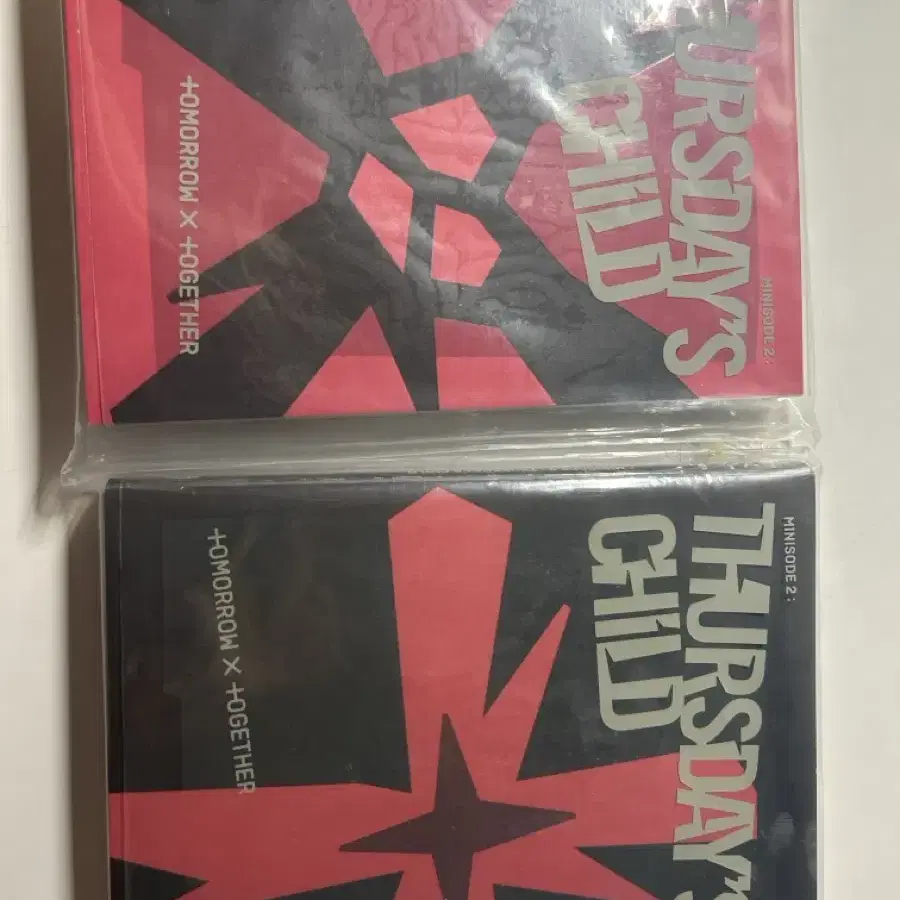 MINISODE 2:
URSDAY'S
CHILD
TOMORROW X TOGETHER
MINISODE 2:
THURSDAY'S
CHILD
TOMORROW X TOGETHER